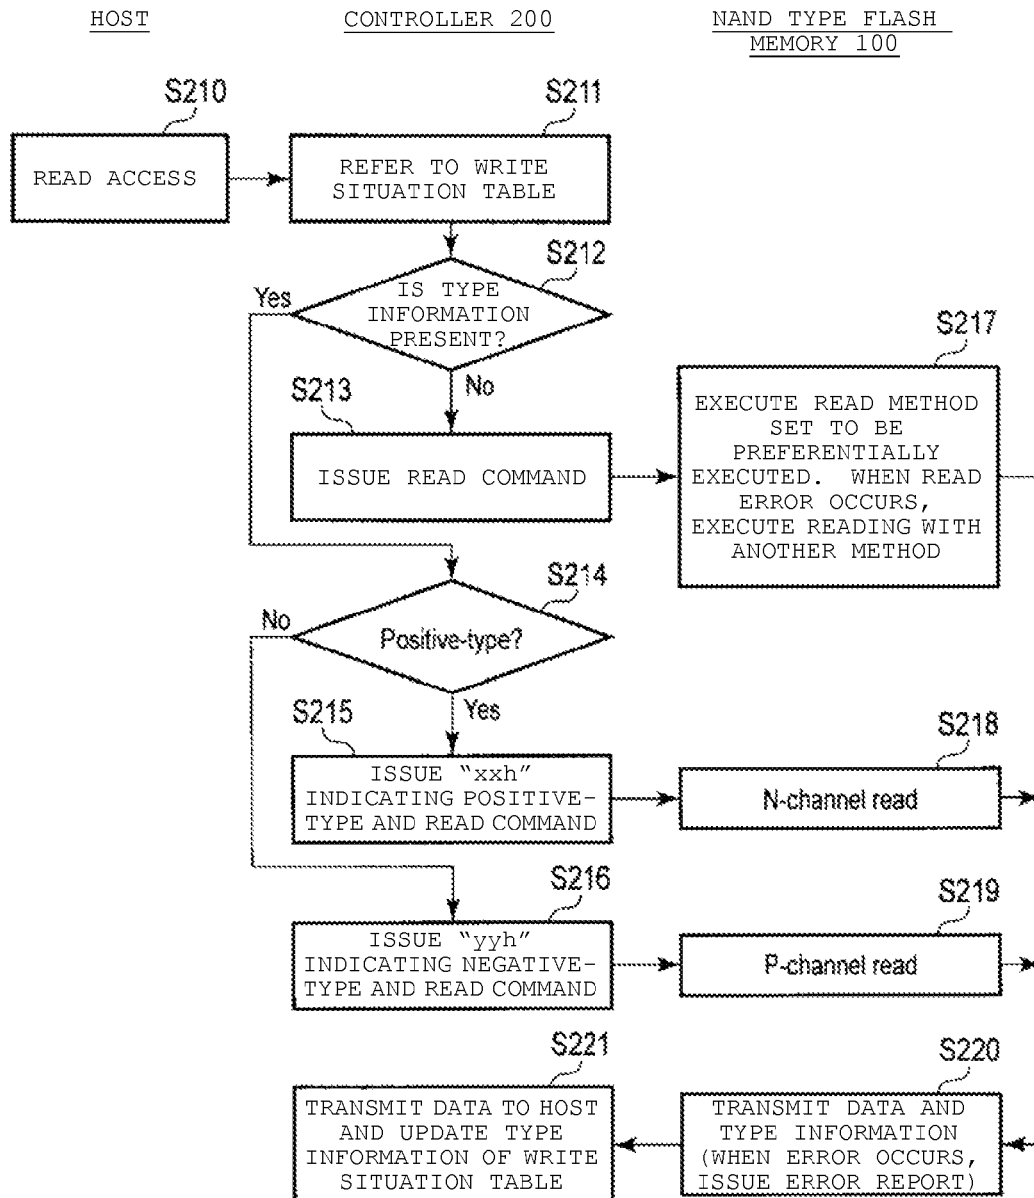 HOST
CONTROLLER 200
NAND TYPE FLASH
MEMORY 100
S210
READ ACCESS
S211
REFER TO WRITE
SITUATION TABLE
S212
IS TYPE
INFORMATION
PRESENT?
Yes
No
S213
ISSUE READ COMMAND
S217
EXECUTE READ METHOD
SET TO BE
PREFERENTIALLY
EXECUTED. WHEN READ
ERROR OCCURS,
EXECUTE READING WITH
ANOTHER METHOD
S214
Positive-type?
No
Yes
S215
ISSUE "xxh"
INDICATING POSITIVE-
TYPE AND READ COMMAND
S218
N-channel read
S216
ISSUE "yyh"
INDICATING NEGATIVE-
TYPE AND READ COMMAND
S219
P-channel read
S221
TRANSMIT DATA TO HOST
AND UPDATE TYPE
INFORMATION OF WRITE
SITUATION TABLE
S220
TRANSMIT DATA AND
TYPE INFORMATION
(WHEN ERROR OCCURS,
ISSUE ERROR REPORT)